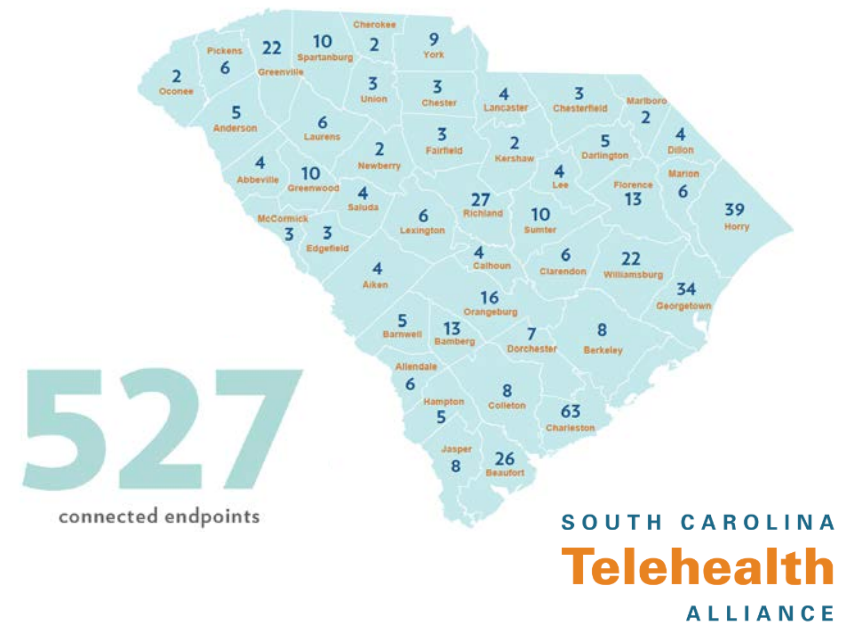 Cherokee
2
Pickens
6
22
Greenville
10
Spartanburg
9
York
2
Oconee
3
Union
3
Chester
4
Lancaster
3
Chesterfield
Marlboro
2
5
Anderson
6
Laurens
2
Newberry
3
Fairfield
2
Kershaw
5
Darlington
4
Dillon
4
Abbeville
10
Greenwood
4
Saluda
4
Lee
Florence
13
Marion
6
39
Horry
McCormick
3
3
Edgefield
6
Lexington
27
Richland
10
Sumter
4
Aiken
4
Calhoun
6
Clarendon
22
Williamsburg
34
Georgetown
16
Orangeburg
5
Barnwell
13
Bamberg
7
Dorchester
8
Berkeley
Allendale
6
Hampton
5
8
Colleton
63
Charleston
Jasper
8
26
Beaufort
527
connected endpoints
SOUTH CAROLINA
Telehealth
ALLIANCE